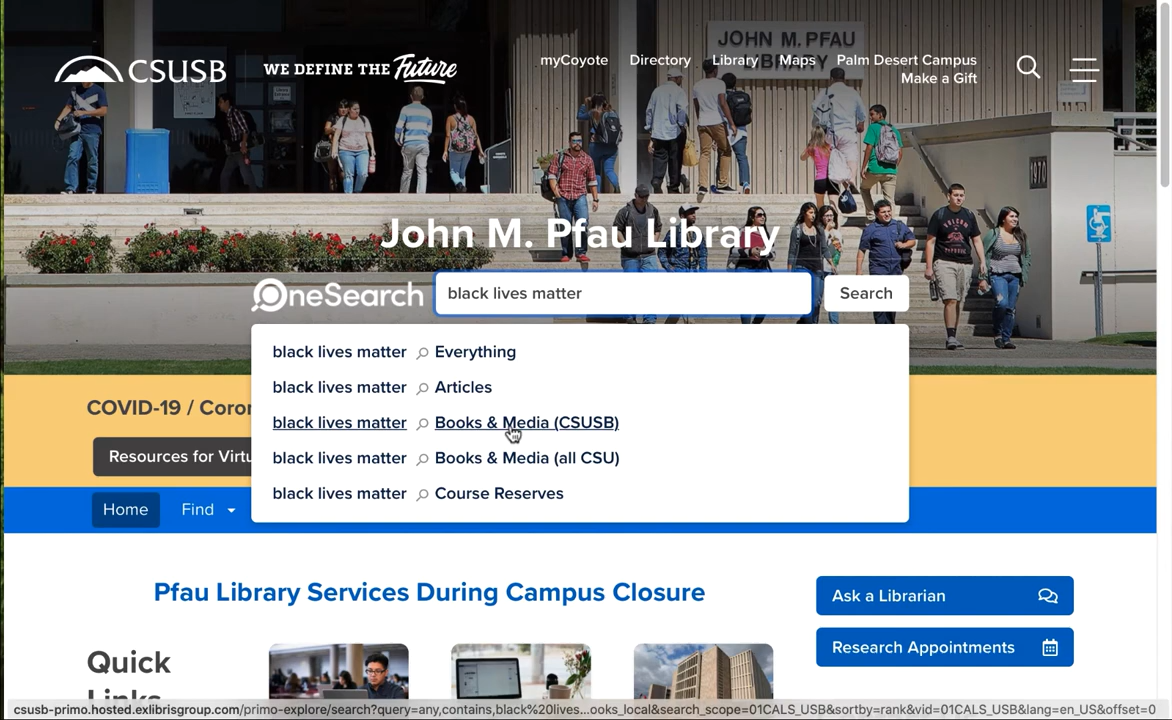 JOHN M. PFAU
LIBRARY
CSUSB
WE DEFINE THE Future
myCoyote Directory Library Maps Palm Desert Campus
Make a Gift
John M. Pfau Library
OneSearch black lives matter Search
black lives matter Everything
black lives matter Articles
black lives matter Books & Media (CSUSB)
black lives matter Books & Media (all CSU)
black lives matter Course Reserves
COVID-19 / Coron
Resources for Virtu
Home Find
Pfau Library Services During Campus Closure
Ask a Librarian
Research Appointments
Quick
Links
csusb-primo.hosted.exlibrisgroup.com/primo-explore/search?query=any,contains,black%20lives...ooks_local&search_scope=01CALS_USB&sortby=rank&vid=01CALS_USB&lang=en_US&offset=0